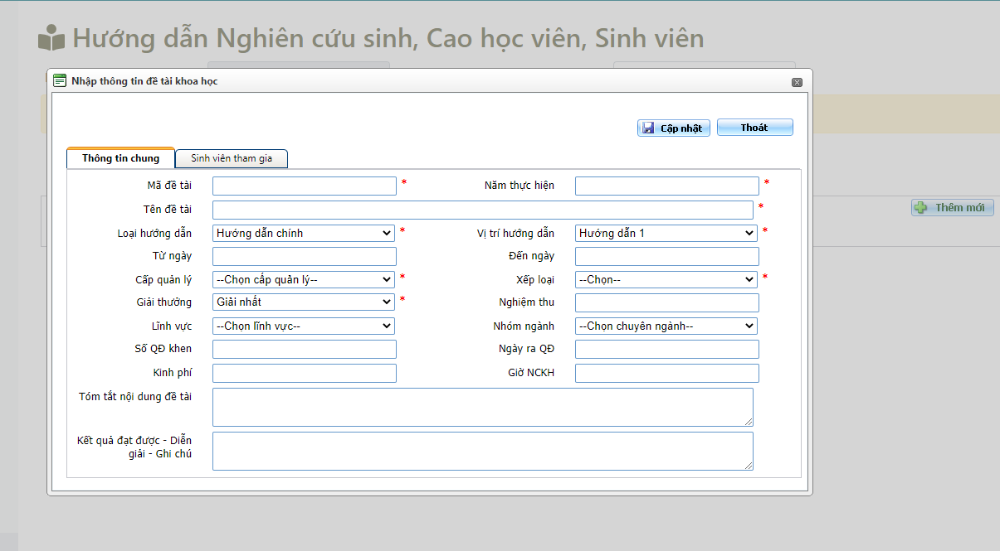 Hướng dẫn Nghiên cứu sinh, Cao học viên, Sinh viên
Nhập thông tin đề tài khoa học
Cập nhật Thoát
Thông tin chung Sinh viên tham gia
Mã đề tài * Năm thực hiện *
Tên đề tài *
Thêm mới
Loại hướng dẫn Hướng dẫn chính * Vị trí hướng dẫn Hướng dẫn 1 *
Từ ngày Đến ngày
Cấp quản lý --Chọn cấp quản lý-- * Xếp loại --Chọn-- *
Giải thưởng Giải nhất * Nghiệm thu
Lĩnh vực --Chọn lĩnh vực-- Nhóm ngành --Chọn chuyên ngành--
Số QĐ khen Ngày ra QĐ
Kinh phí Giờ NCKH
Tóm tắt nội dung đề tài
Kết quả đạt được - Diễn
giải - Ghi chú